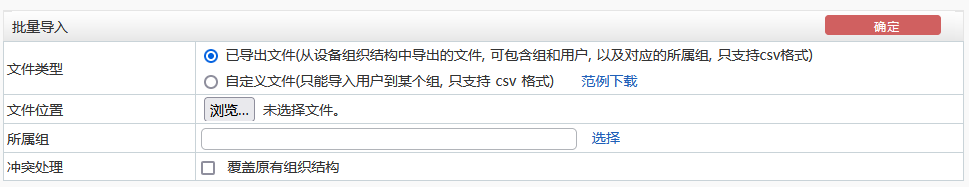 批量导入 确定
文件类型 已导出文件(从设备组织结构中导出的文件, 可包含组和用户, 以及对应的所属组, 只支持csv格式)
自定义文件(只能导入用户到某个组, 只支持 csv 格式) 范例下载
文件位置 浏览... 未选择文件。
所属组 选择
冲突处理 覆盖原有组织结构